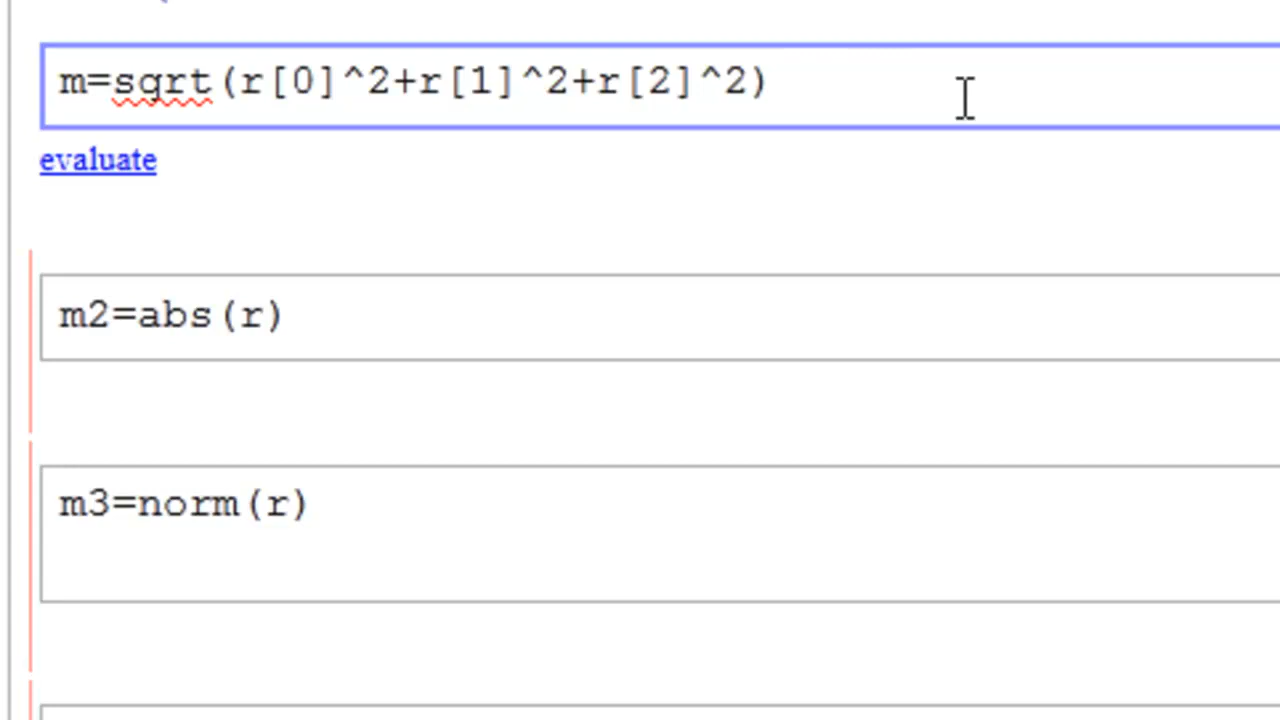 m=sqrt(r[0]^2+r[1]^2+r[2]^2)
evaluate
m2=abs(r)
m3=norm(r)